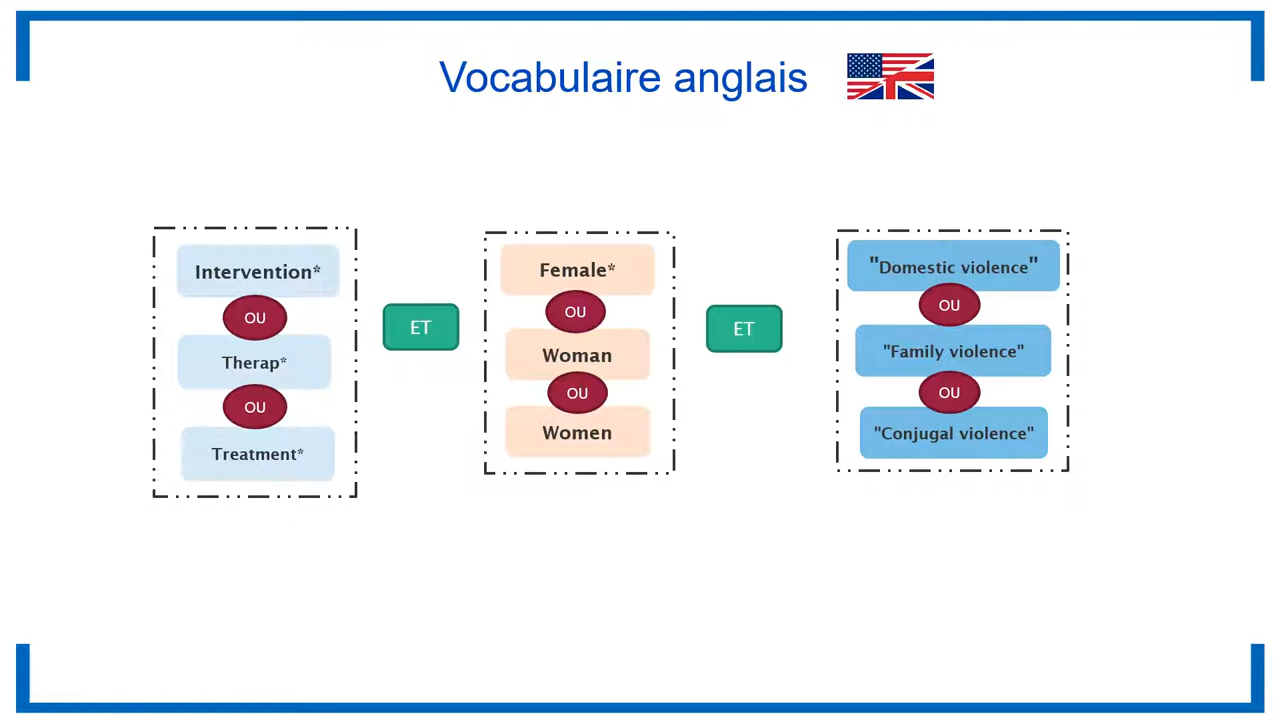 Vocabulaire anglais
Intervention*
OU
Therap*
OU
Treatment*
ET
Female*
OU
Woman
OU
Women
ET
"Domestic violence"
OU
"Family violence"
OU
"Conjugal violence"